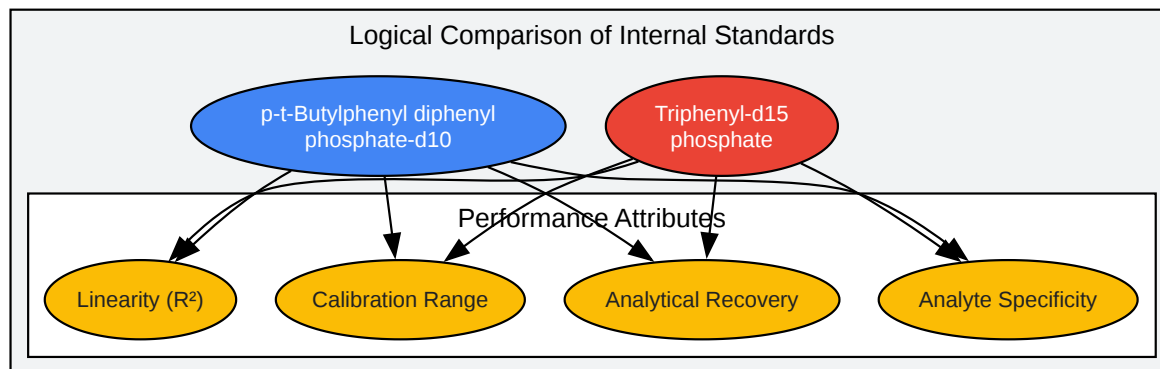 Logical Comparison of Internal Standards
p-t-Butylphenyl diphenyl
phosphate-d10
Triphenyl-d15
phosphate
Performance Attributes
Linearity (R²)
Calibration Range
Analytical Recovery
Analyte Specificity